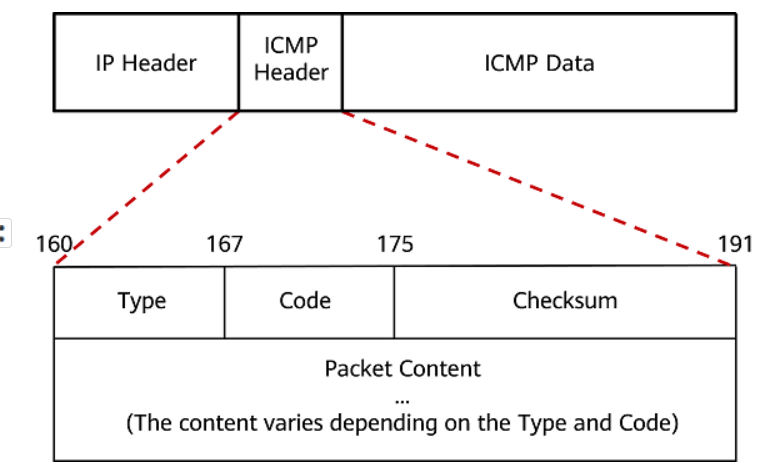 IP Header
ICMP
Header
ICMP Data
160
167
175
191
Type
Code
Checksum
Packet Content
...
(The content varies depending on the Type and Code)